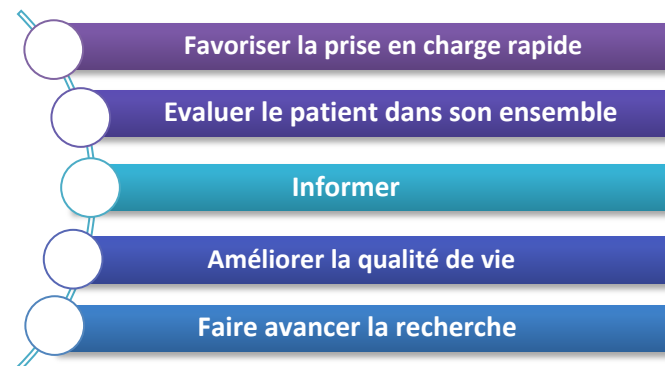 Favoriser la prise en charge rapide
Evaluer le patient dans son ensemble
Informer
Améliorer la qualité de vie
Faire avancer la recherche